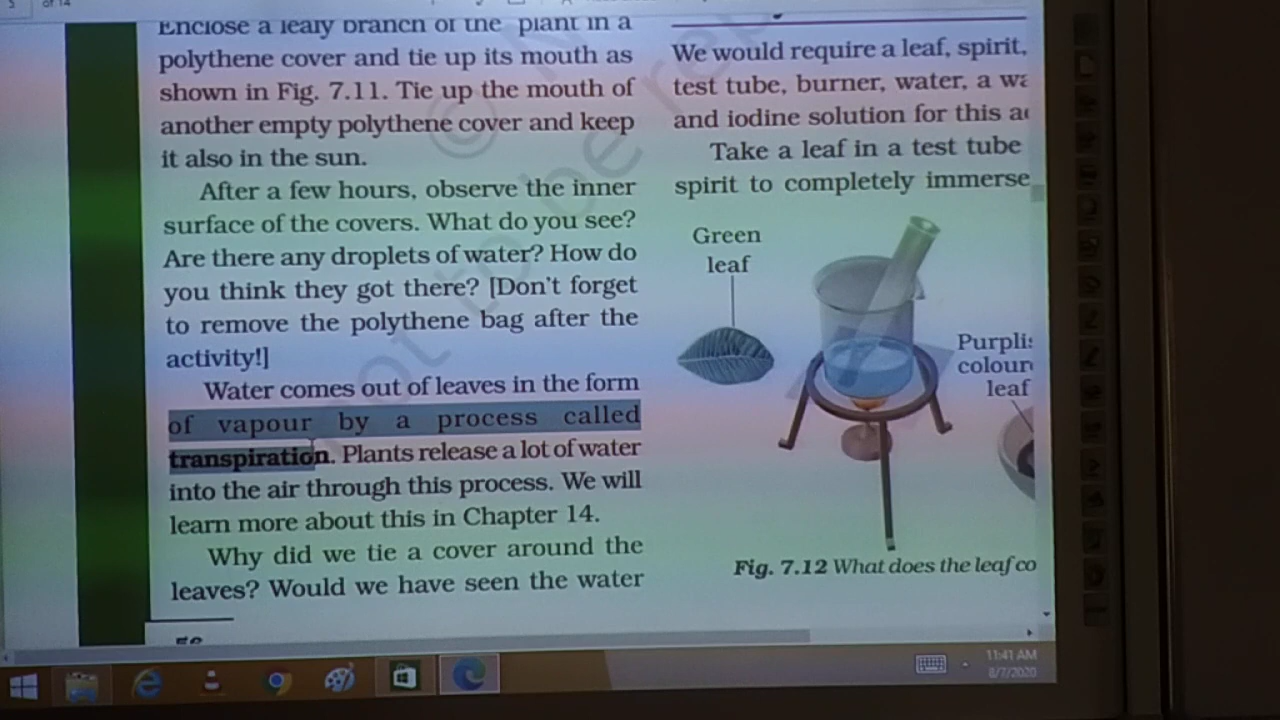 of 14
Enclose a leafy branch of the plant in a
polythene cover and tie up its mouth as
shown in Fig. 7.11. Tie up the mouth of
another empty polythene cover and keep
it also in the sun.
After a few hours, observe the inner
surface of the covers. What do you see?
Are there any droplets of water? How do
you think they got there? [Don't forget
to remove the polythene bag after the
activity!]
Water comes out of leaves in the form
of vapour by a process called
transpiration. Plants release a lot of water
into the air through this process. We will
learn more about this in Chapter 14.
Why did we tie a cover around the
leaves? Would we have seen the water
We would require a leaf, spirit,
test tube, burner, water, a
and iodine solution for this
Take a leaf in a test tube
spirit to completely immerse
Green
leaf
leaf
Fig. 7.12 What does the leaf co
not to be
11:41 AM
8/7/2020